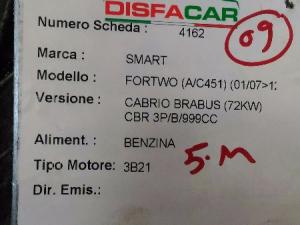 DISFACAR
Numero Scheda : 4162
09
Marca : SMART
Modello : FORTWO (A/C451) (01/07>12
Versione : CABRIO BRABUS (72KW)
CBR 3P/B/999CC
Aliment. : BENZINA
5.M
Tipo Motore: 3B21
Dir. Emis.: